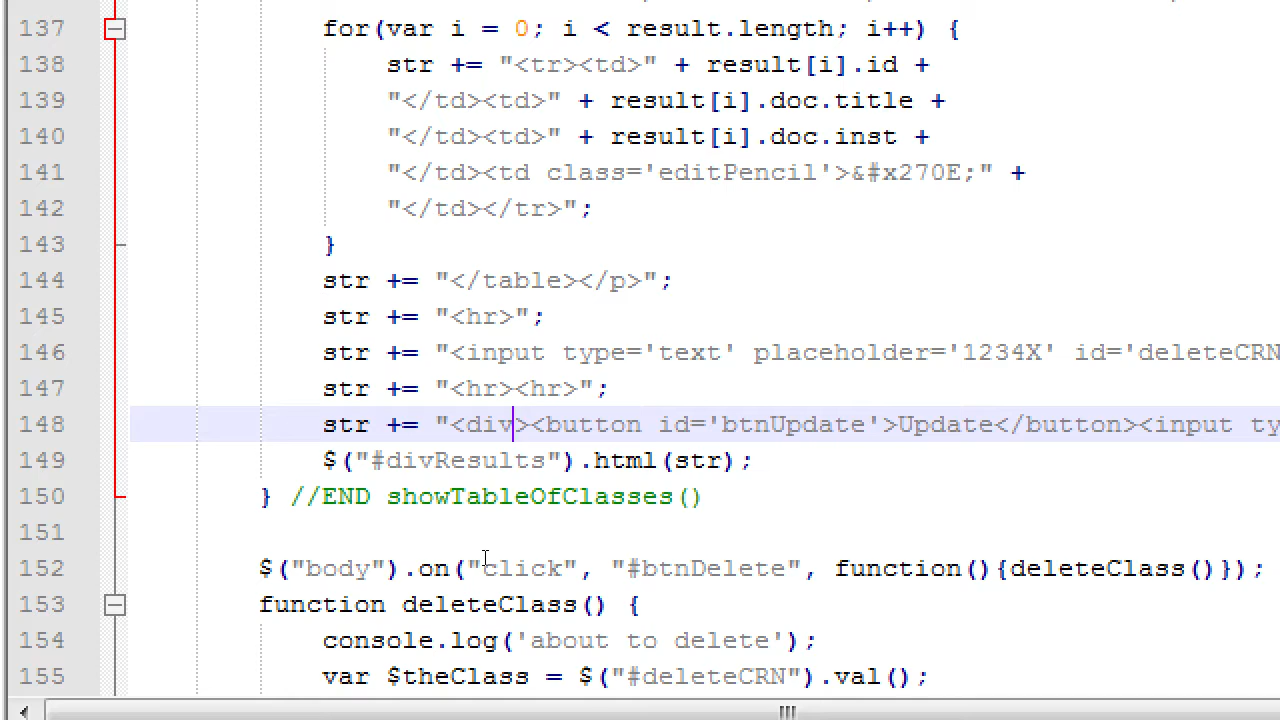 137 for(var i = 0; i < result.length; i++) {
138 str += "<tr><td>" + result[i].id +
139 "</td><td>" + result[i].doc.title +
140 "</td><td>" + result[i].doc.inst +
141 "</td><td class='editPencil'>&#x270E;" +
142 "</td></tr>";
143 }
144 str += "</table></p>";
145 str += "<hr>";
146 str += "<input type='text' placeholder='1234X' id='deleteCRN
147 str += "<hr><hr>";
148 str += "<div><button id='btnUpdate'>Update</button><input ty
149 $("#divResults").html(str);
150 } //END showTableOfClasses()
151
152 $("body").on("click", "#btnDelete", function(){deleteClass()});
153 function deleteClass() {
154 console.log('about to delete');
155 var $theClass = $("#deleteCRN").val();